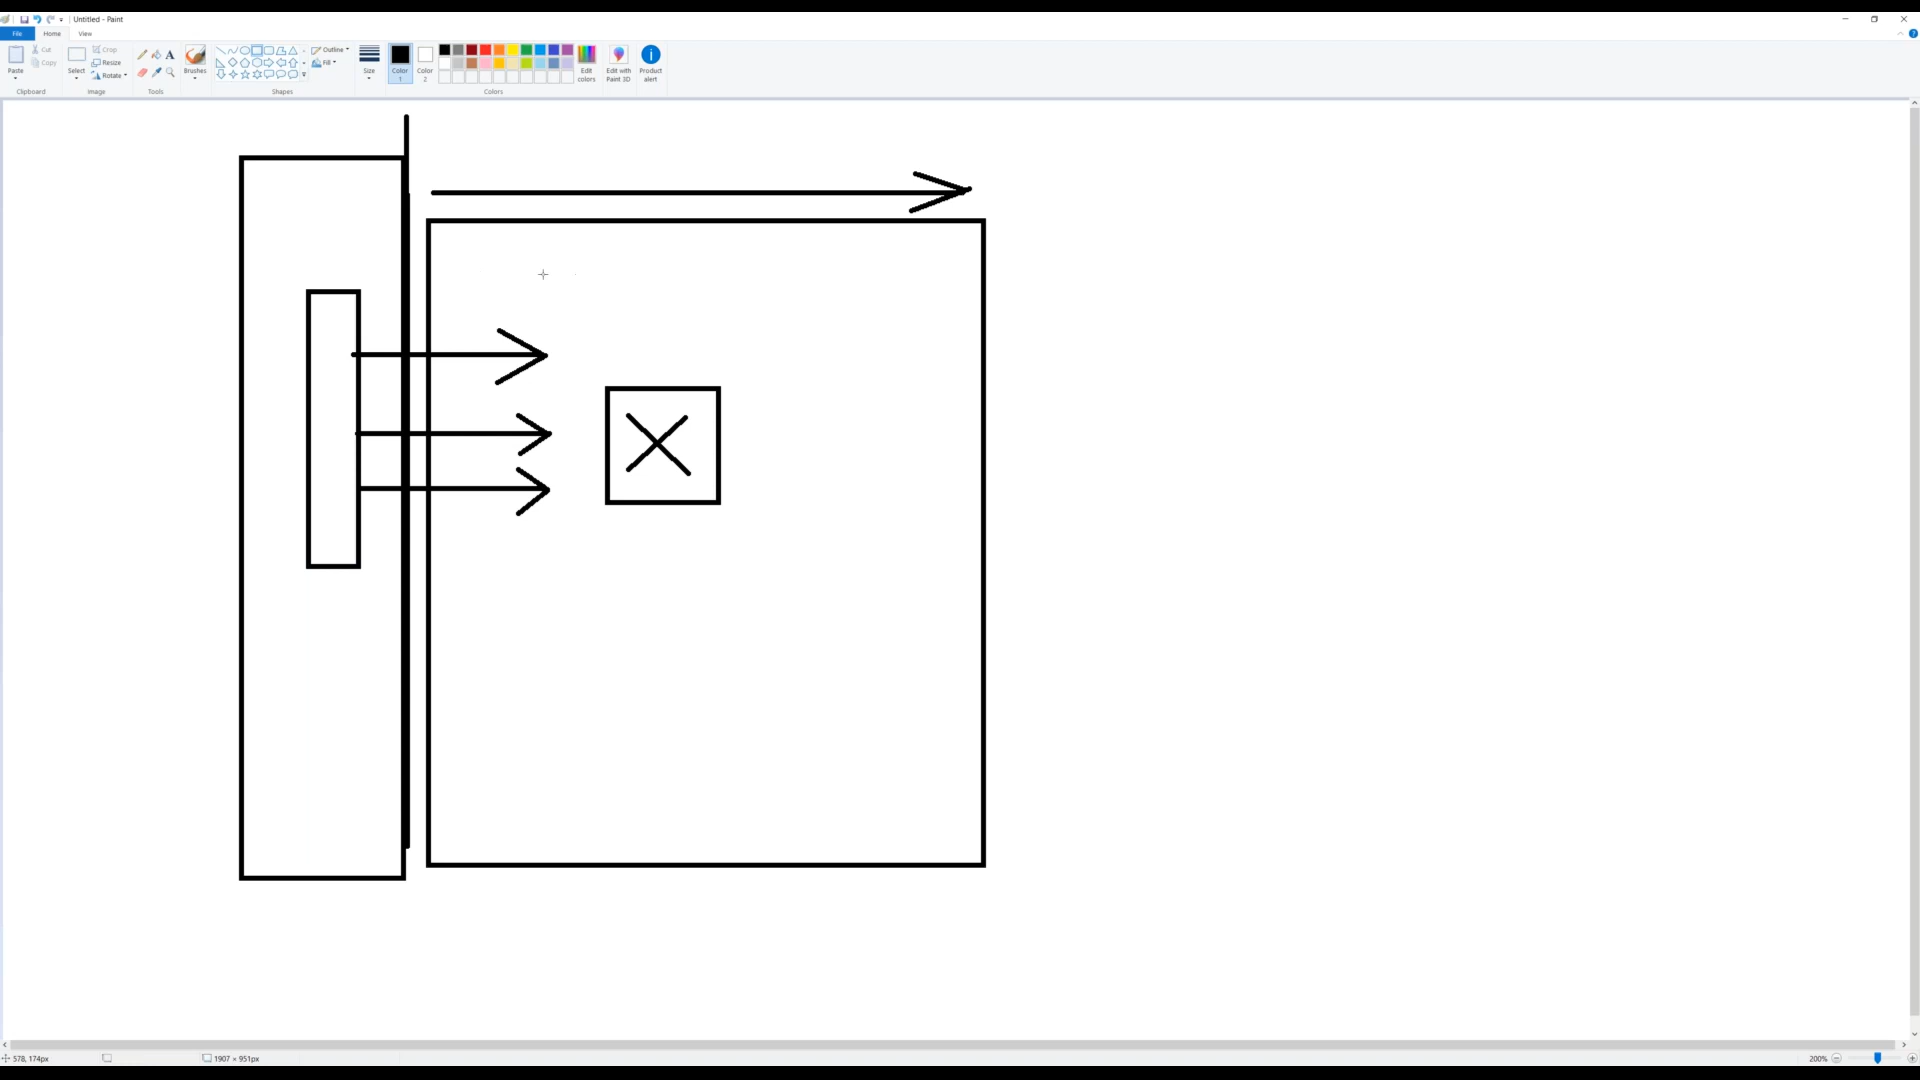 Untitled - Paint
File Home View
Paste
Cut
Copy
Clipboard
Select
Crop
Resize
Rotate
Image
A
Tools
Brushes
Outline
Fill
Shapes
Size
Color 1
Color 2
Edit colors
Colors
Edit with Paint 3D
Product alert
578, 174px
1907 × 951px
200%